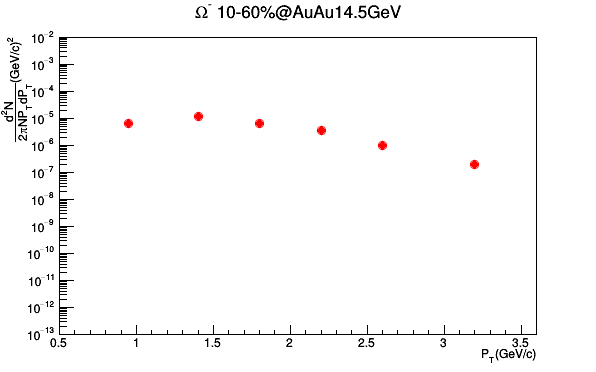 Ω⁻ 10-60%@AuAu14.5GeV
d²N
2πNP_T dP_T
(GeV/c)²
10⁻²
10⁻³
10⁻⁴
10⁻⁵
10⁻⁶
10⁻⁷
10⁻⁸
10⁻⁹
10⁻¹⁰
10⁻¹¹
10⁻¹²
10⁻¹³
0.5 1 1.5 2 2.5 3 3.5
P_T(GeV/c)